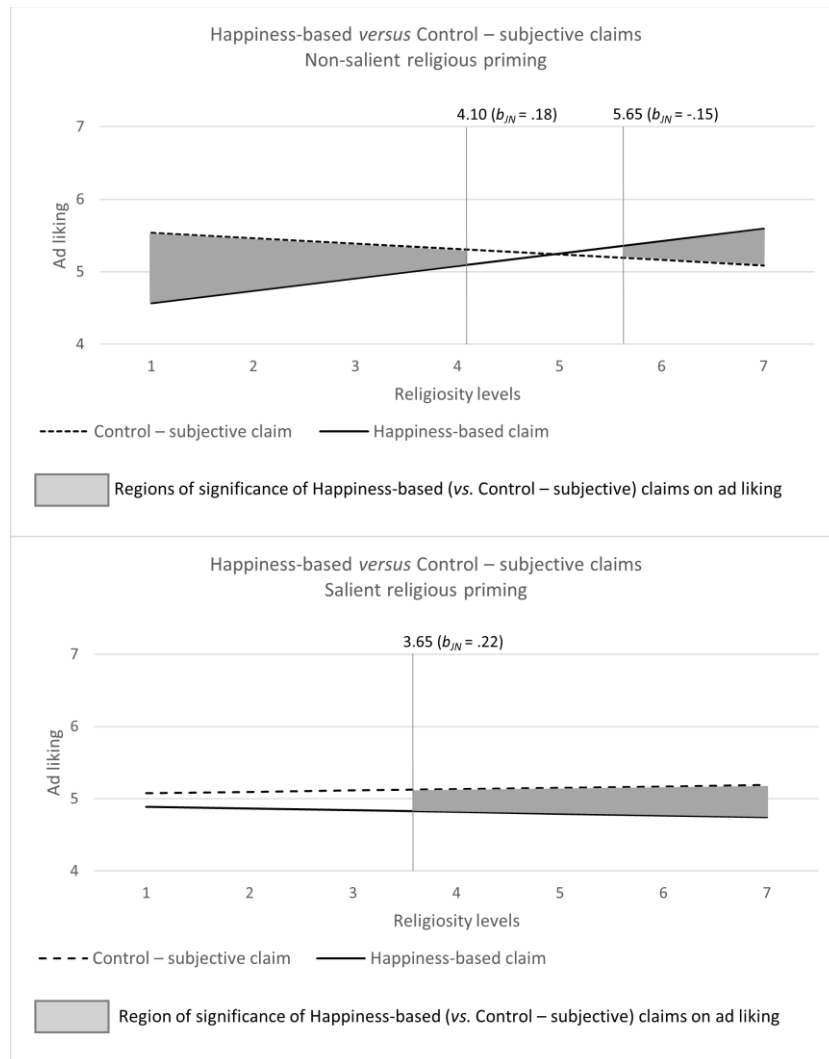 Happiness-based versus Control – subjective claims
Non-salient religious priming
4.10 (bJN = .18) 5.65 (bJN = -.15)
7
6
5
4
Ad liking
1 2 3 4 5 6 7
Religiosity levels
Control – subjective claim Happiness-based claim
Regions of significance of Happiness-based (vs. Control – subjective) claims on ad liking
Happiness-based versus Control – subjective claims
Salient religious priming
3.65 (bJN = .22)
7
6
5
4
Ad liking
1 2 3 4 5 6 7
Religiosity levels
Control – subjective claim Happiness-based claim
Region of significance of Happiness-based (vs. Control – subjective) claims on ad liking